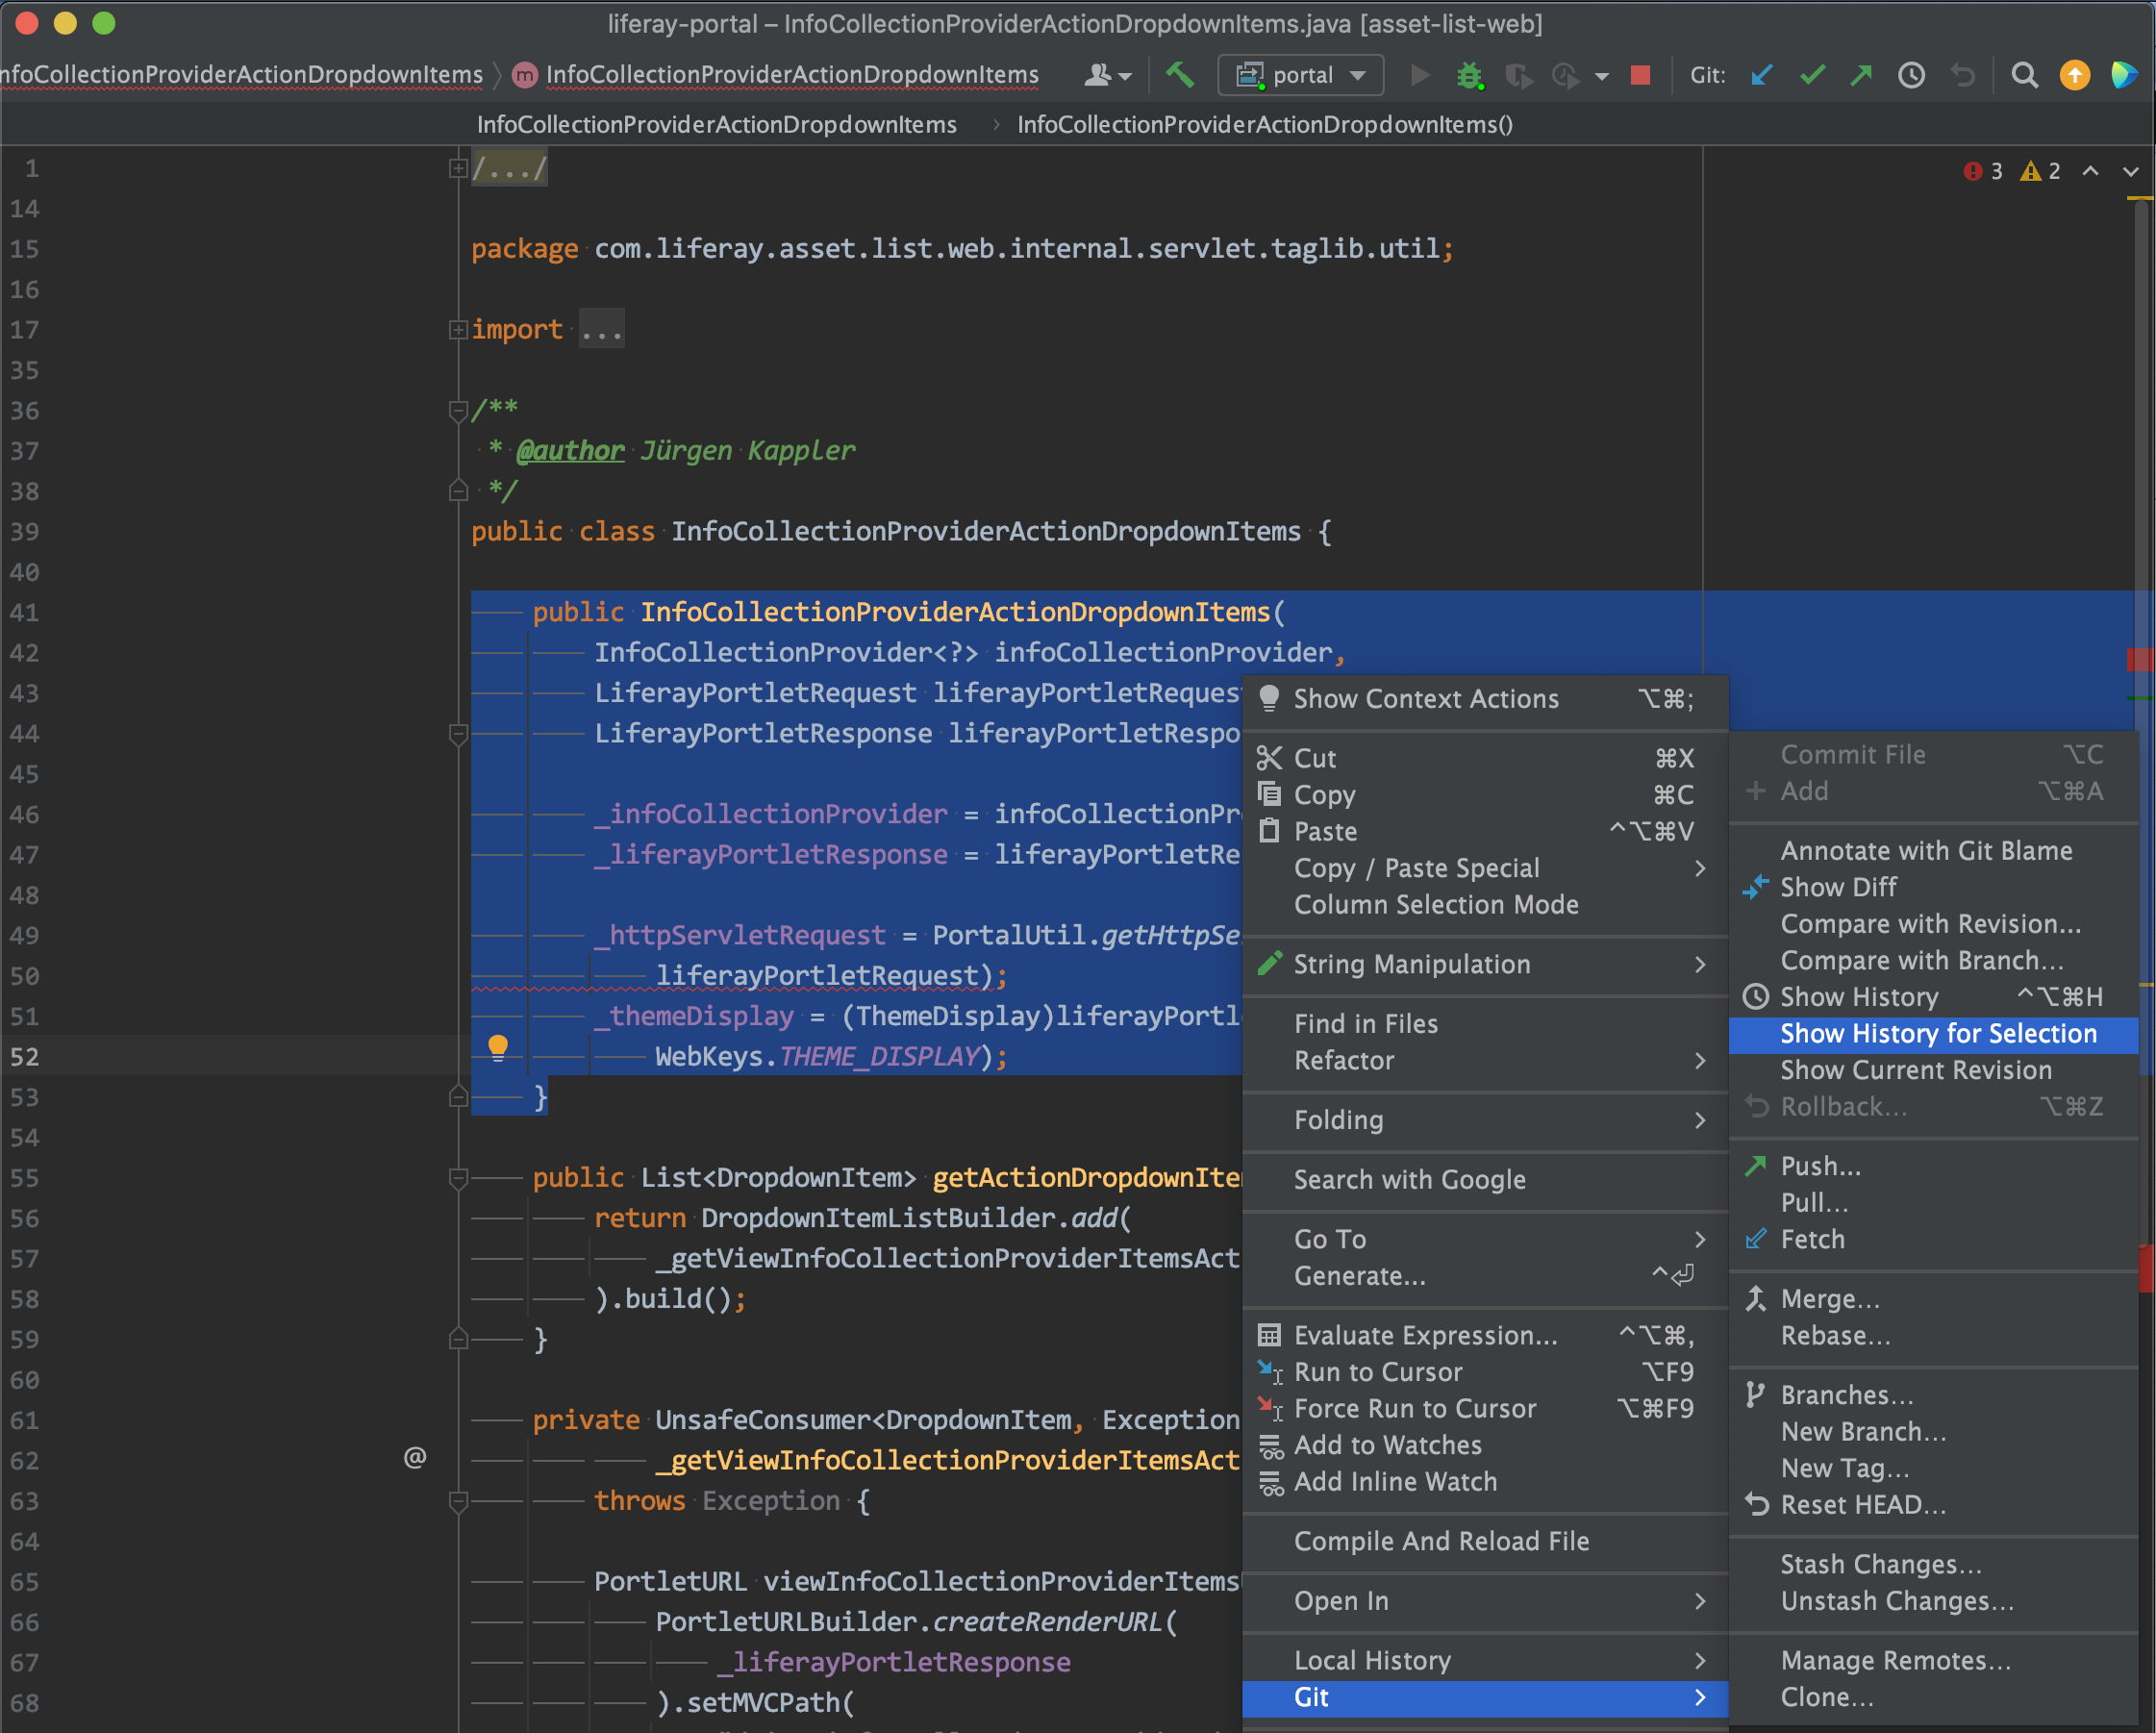 liferay-portal – InfoCollectionProviderActionDropdownItems.java [asset-list-web]
nfoCollectionProviderActionDropdownItems
m InfoCollectionProviderActionDropdownItems
portal
Git:
InfoCollectionProviderActionDropdownItems > InfoCollectionProviderActionDropdownItems()
3 2
1 /.../
14
15 package com.liferay.asset.list.web.internal.servlet.taglib.util;
16
17 import ...
35
36 /**
37 * @author Jürgen Kappler
38 */
39 public class InfoCollectionProviderActionDropdownItems {
40
41 public InfoCollectionProviderActionDropdownItems(
42 InfoCollectionProvider<?> infoCollectionProvider,
43 LiferayPortletRequest liferayPortletReques
44 LiferayPortletResponse liferayPortletRespo
45
46 _infoCollectionProvider = infoCollectionPr
47 _liferayPortletResponse = liferayPortletRe
48
49 _httpServletRequest = PortalUtil.getHttpSe
50 liferayPortletRequest);
51 _themeDisplay = (ThemeDisplay)liferayPortl
52 WebKeys.THEME_DISPLAY);
53 }
54
55 public List<DropdownItem> getActionDropdownIte
56 return DropdownItemListBuilder.add(
57 _getViewInfoCollectionProviderItemsAct
58 ).build();
59 }
60
61 private UnsafeConsumer<DropdownItem, Exception
62 @ _getViewInfoCollectionProviderItemsAct
63 throws Exception {
64
65 PortletURL viewInfoCollectionProviderItems
66 PortletURLBuilder.createRenderURL(
67 _liferayPortletResponse
68 ).setMVCPath(
Show Context Actions ⌥⌘;
Cut ⌘X
Copy ⌘C
Paste ^⌥⌘V
Copy / Paste Special >
Column Selection Mode
String Manipulation >
Find in Files
Refactor >
Folding >
Search with Google
Go To >
Generate... ^⏎
Evaluate Expression... ^⌥⌘,
Run to Cursor ⌥F9
Force Run to Cursor ⌥⌘F9
Add to Watches
Add Inline Watch
Compile And Reload File
Open In >
Local History >
Git >
Commit File ⌥C
Add ⌥⌘A
Annotate with Git Blame
Show Diff
Compare with Revision...
Compare with Branch...
Show History ^⌥⌘H
Show History for Selection
Show Current Revision
Rollback... ⌥⌘Z
Push...
Pull...
Fetch
Merge...
Rebase...
Branches...
New Branch...
New Tag...
Reset HEAD...
Stash Changes...
Unstash Changes...
Manage Remotes...
Clone...